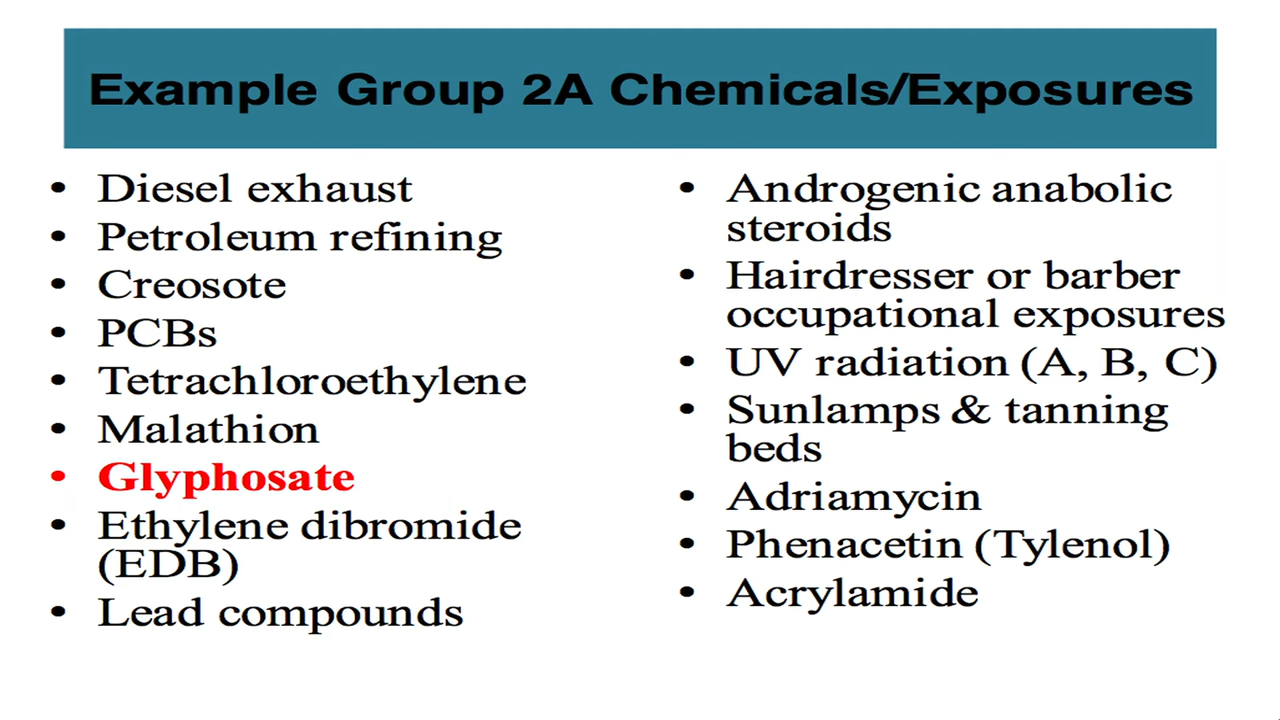 Example Group 2A Chemicals/Exposures
• Diesel exhaust
• Petroleum refining
• Creosote
• PCBs
• Tetrachloroethylene
• Malathion
• Glyphosate
• Ethylene dibromide
(EDB)
• Lead compounds
• Androgenic anabolic
steroids
• Hairdresser or barber
occupational exposures
• UV radiation (A, B, C)
• Sunlamps & tanning
beds
• Adriamycin
• Phenacetin (Tylenol)
• Acrylamide